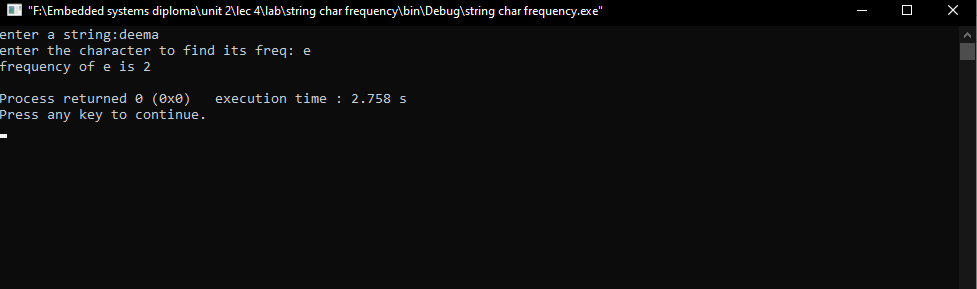 "F:\Embedded systems diploma\unit 2\lec 4\lab\string char frequency\bin\Debug\string char frequency.exe"
enter a string:deema
enter the character to find its freq: e
frequency of e is 2
Process returned 0 (0x0)   execution time : 2.758 s
Press any key to continue.